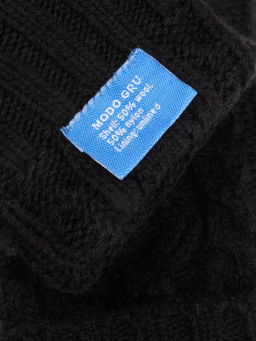 MODO GRU
Shell: 50% wool,
50% nylon
Lining: unlined